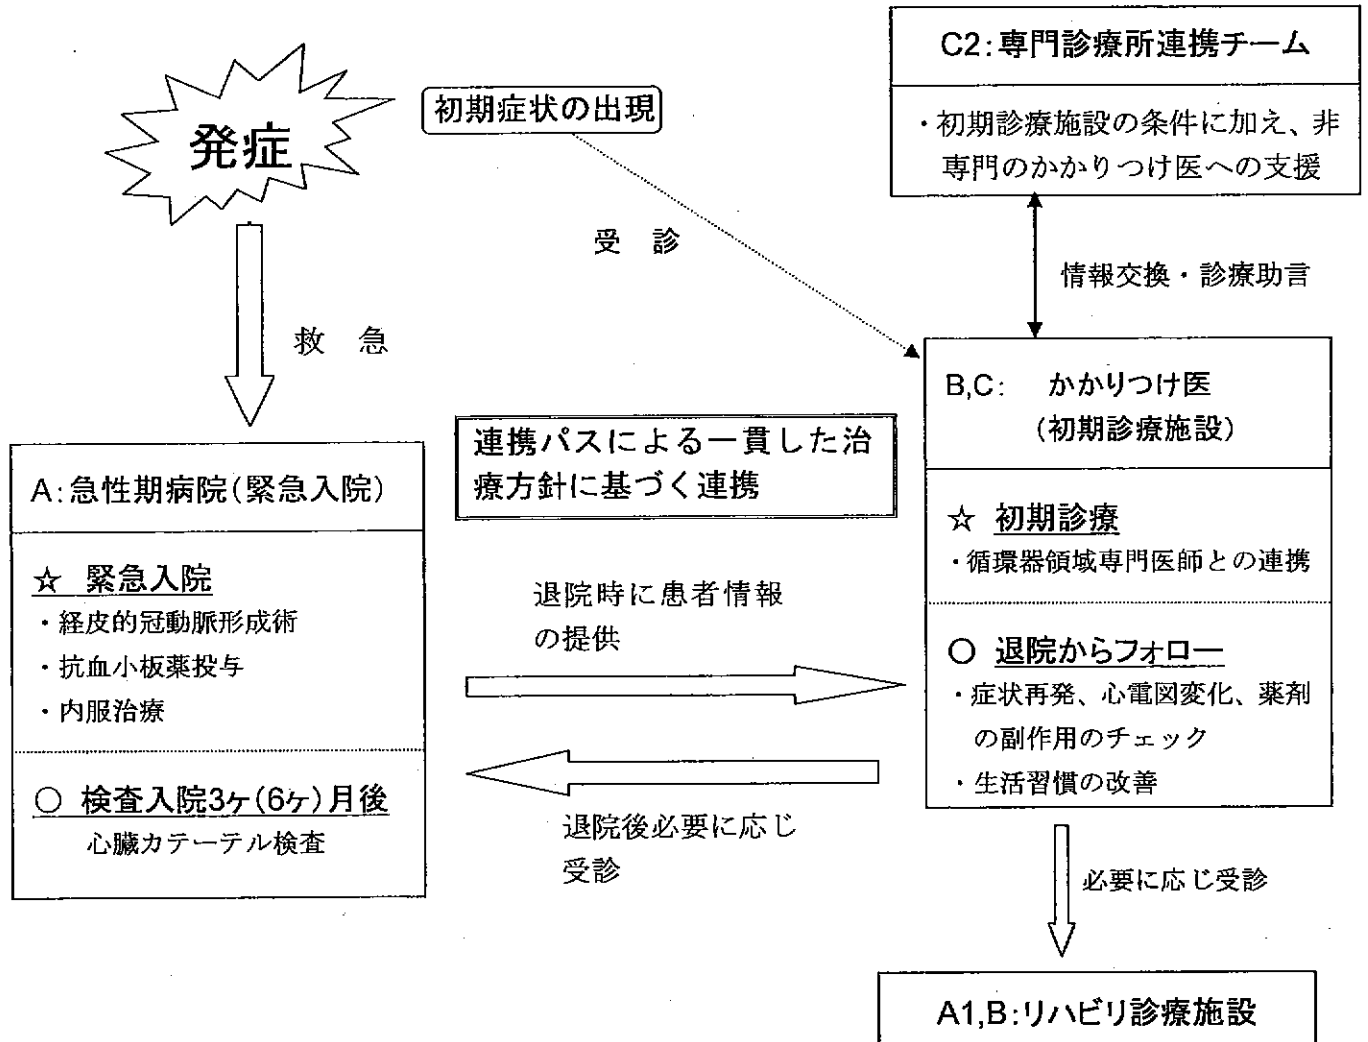 発症
初期症状の出現
C2:専門診療所連携チーム
・初期診療施設の条件に加え、非
専門のかかりつけ医への支援
受 診
情報交換・診療助言
救 急
連携パスによる一貫した治
療方針に基づく連携
B,C: かかりつけ医
(初期診療施設)
☆ 初期診療
・循環器領域専門医師との連携
○ 退院からフォロー
・症状再発、心電図変化、薬剤
の副作用のチェック
・生活習慣の改善
A:急性期病院(緊急入院)
☆ 緊急入院
・経皮的冠動脈形成術
・抗血小板薬投与
・内服治療
○ 検査入院3ヶ(6ヶ)月後
心臓カテーテル検査
退院時に患者情報
の提供
退院後必要に応じ
受診
必要に応じ受診
A1,B:リハビリ診療施設